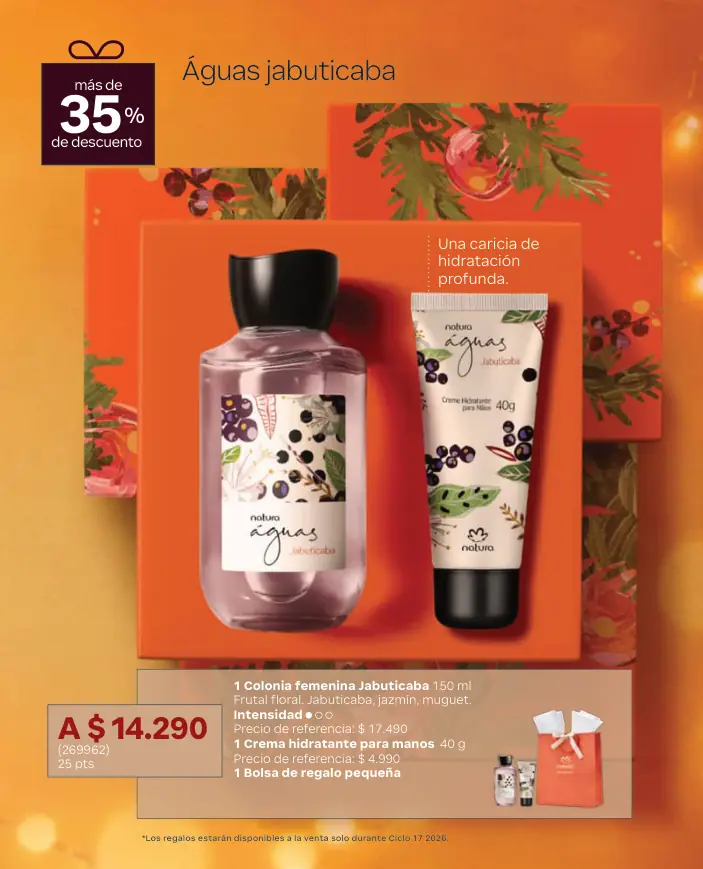 Águas jabuticaba
más de
35%
de descuento
Una caricia de
hidratación
profunda.
natura
águas
Jabuticaba
Creme Hidratante
para Mãos 40g
natura
natura
águas
Jabuticaba
1 Colonia femenina Jabuticaba 150 ml
Frutal floral. Jabuticaba, jazmín, muguet.
Intensidad
Precio de referencia: $ 17.490
1 Crema hidratante para manos 40 g
Precio de referencia: $ 4.990
1 Bolsa de regalo pequeña
A $ 14.290
(269962)
25 pts
*Los regalos estarán disponibles a la venta solo durante Ciclo 17 2026.